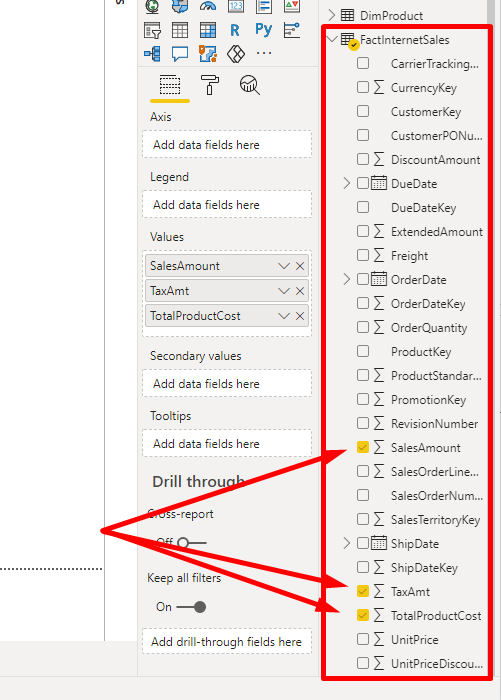 S
123
R
Py
Axis
Add data fields here
Legend
Add data fields here
Values
SalesAmount
TaxAmt
TotalProductCost
Secondary values
Add data fields here
Tooltips
Add data fields here
Drill through
Cross-report
Off
Keep all filters
On
Add drill-through fields here
DimProduct
FactInternetSales
CarrierTracking...
CurrencyKey
CustomerKey
CustomerPONu...
DiscountAmount
DueDate
DueDateKey
ExtendedAmount
Freight
OrderDate
OrderDateKey
OrderQuantity
ProductKey
ProductStandar...
PromotionKey
RevisionNumber
SalesAmount
SalesOrderLine...
SalesOrderNum...
SalesTerritoryKey
ShipDate
ShipDateKey
TaxAmt
TotalProductCost
UnitPrice
UnitPriceDiscou...